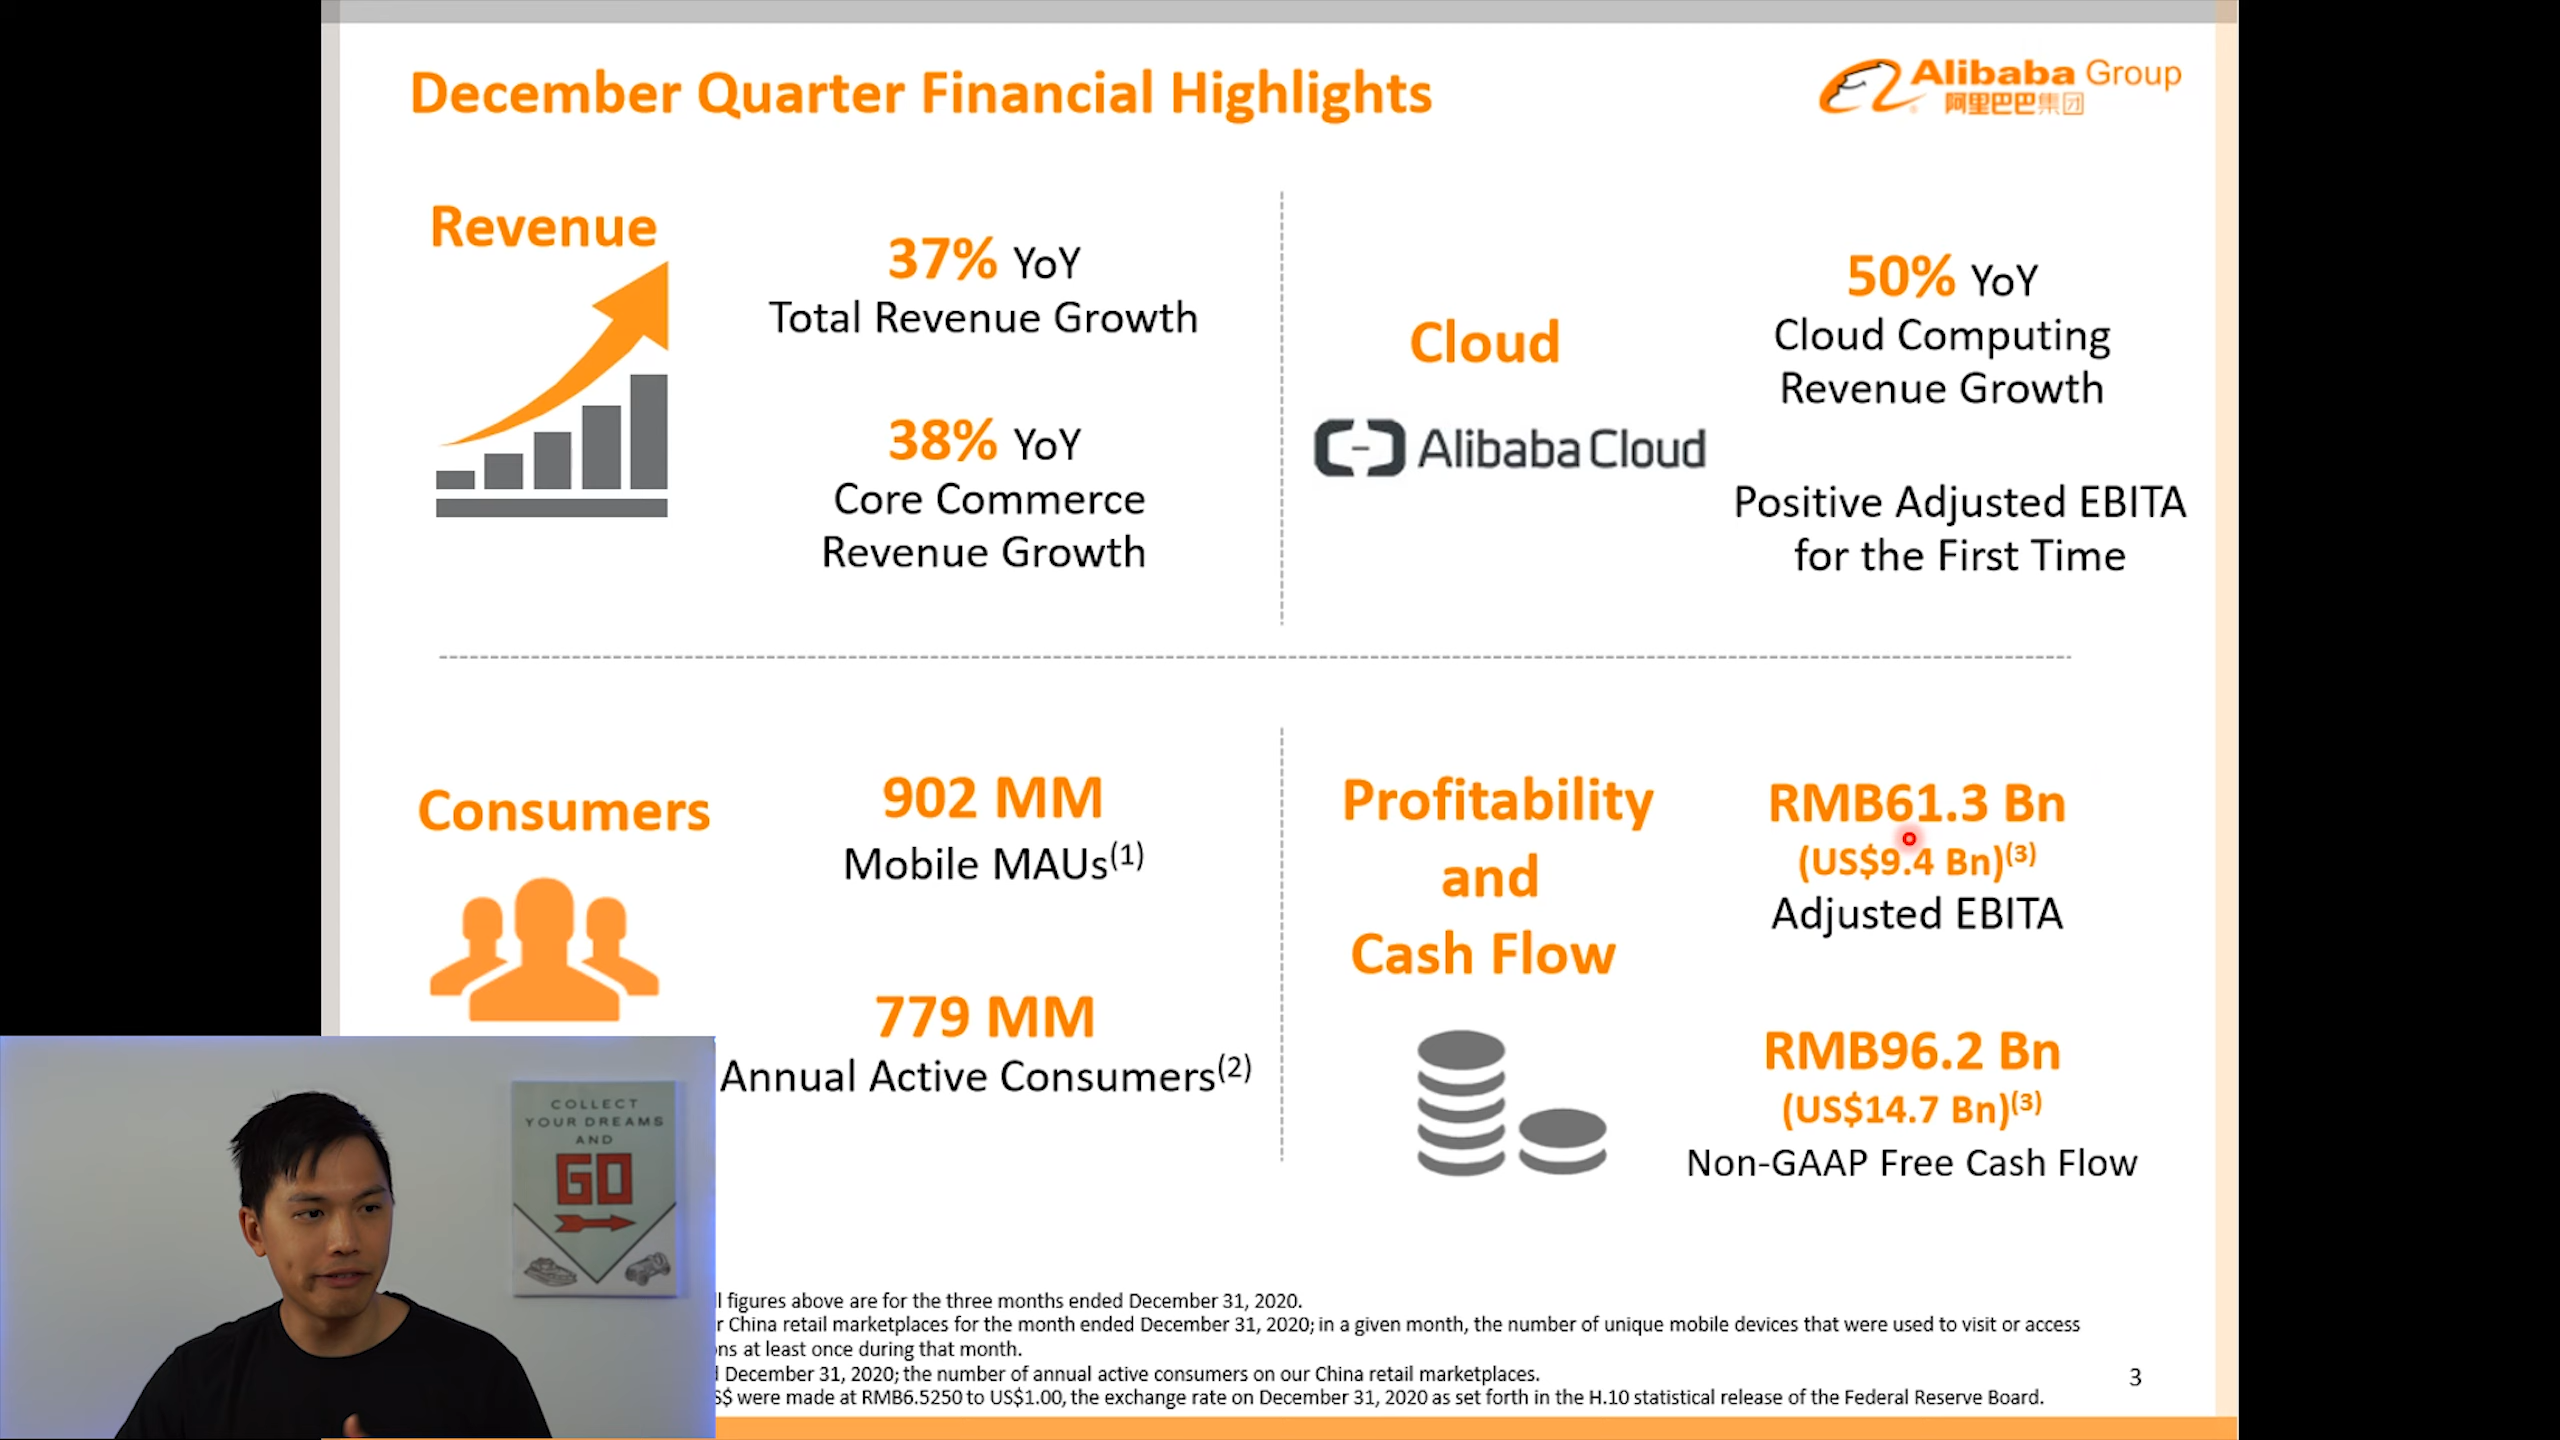 December Quarter Financial Highlights
Alibaba Group
阿里巴巴集团
Revenue
37% YoY
Total Revenue Growth
38% YoY
Core Commerce
Revenue Growth
Cloud
Alibaba Cloud
50% YoY
Cloud Computing
Revenue Growth
Positive Adjusted EBITA
for the First Time
Consumers
902 MM
Mobile MAUs(1)
779 MM
Annual Active Consumers(2)
Profitability
and
Cash Flow
RMB61.3 Bn
(US$9.4 Bn)(3)
Adjusted EBITA
RMB96.2 Bn
(US$14.7 Bn)(3)
Non-GAAP Free Cash Flow
COLLECT
YOUR DREAMS
AND
GO
figures above are for the three months ended December 31, 2020.
China retail marketplaces for the month ended December 31, 2020; in a given month, the number of unique mobile devices that were used to visit or access
at least once during that month.
December 31, 2020; the number of annual active consumers on our China retail marketplaces.
were made at RMB6.5250 to US$1.00, the exchange rate on December 31, 2020 as set forth in the H.10 statistical release of the Federal Reserve Board.
3